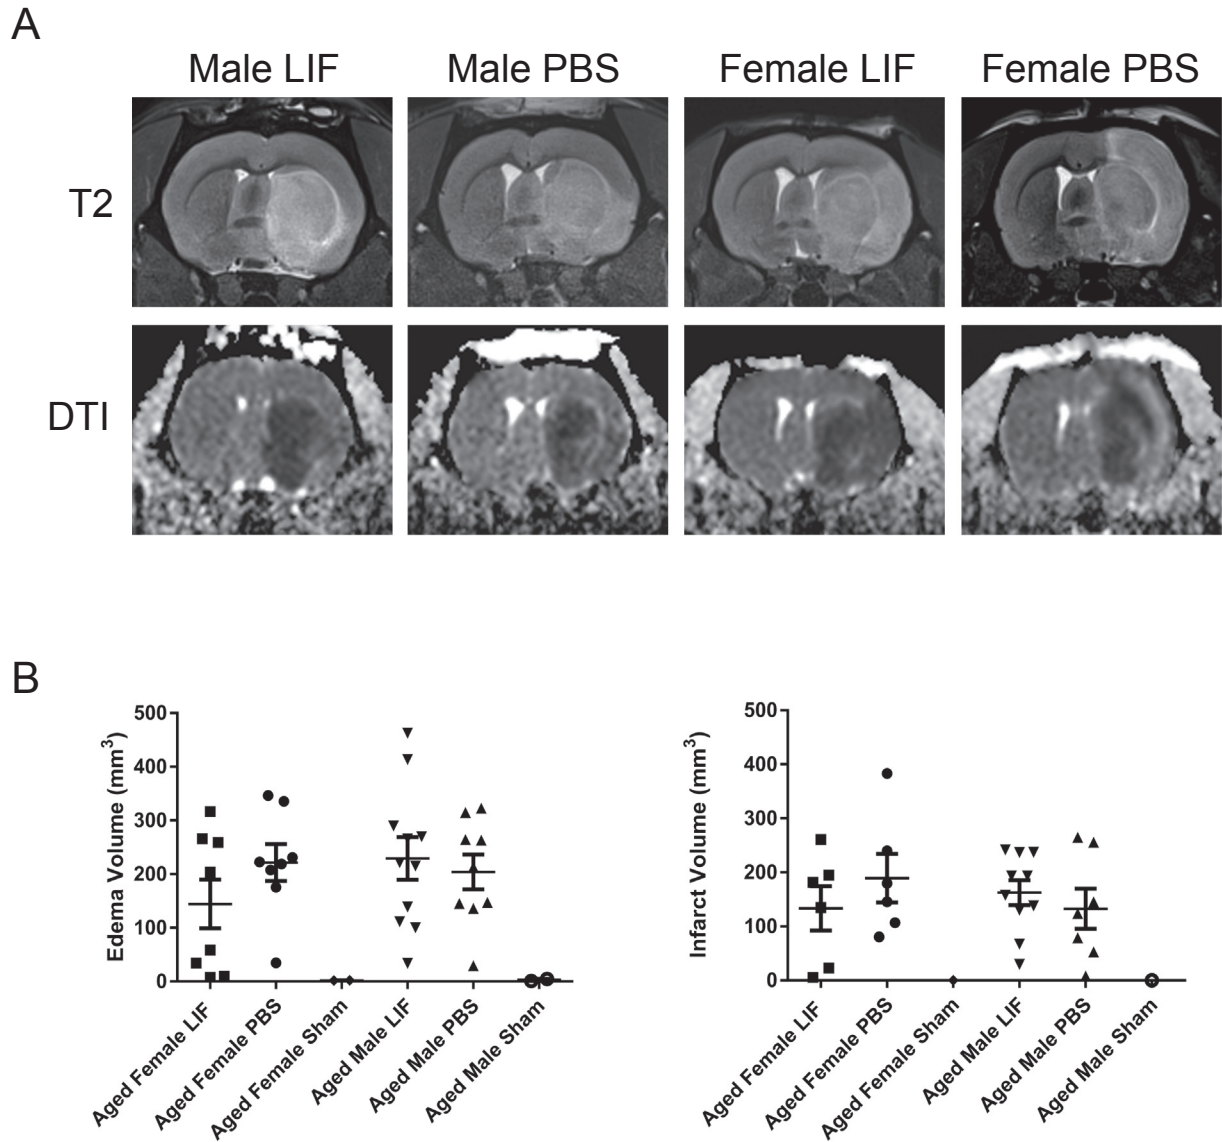 A
Male LIF Male PBS Female LIF Female PBS
T2
DTI
B
Edema Volume (mm³)
500
400
300
200
100
0
Aged Female LIF
Aged Female PBS
Aged Female Sham
Aged Male LIF
Aged Male PBS
Aged Male Sham
Infarct Volume (mm³)
500
400
300
200
100
0
Aged Female LIF
Aged Female PBS
Aged Female Sham
Aged Male LIF
Aged Male PBS
Aged Male Sham